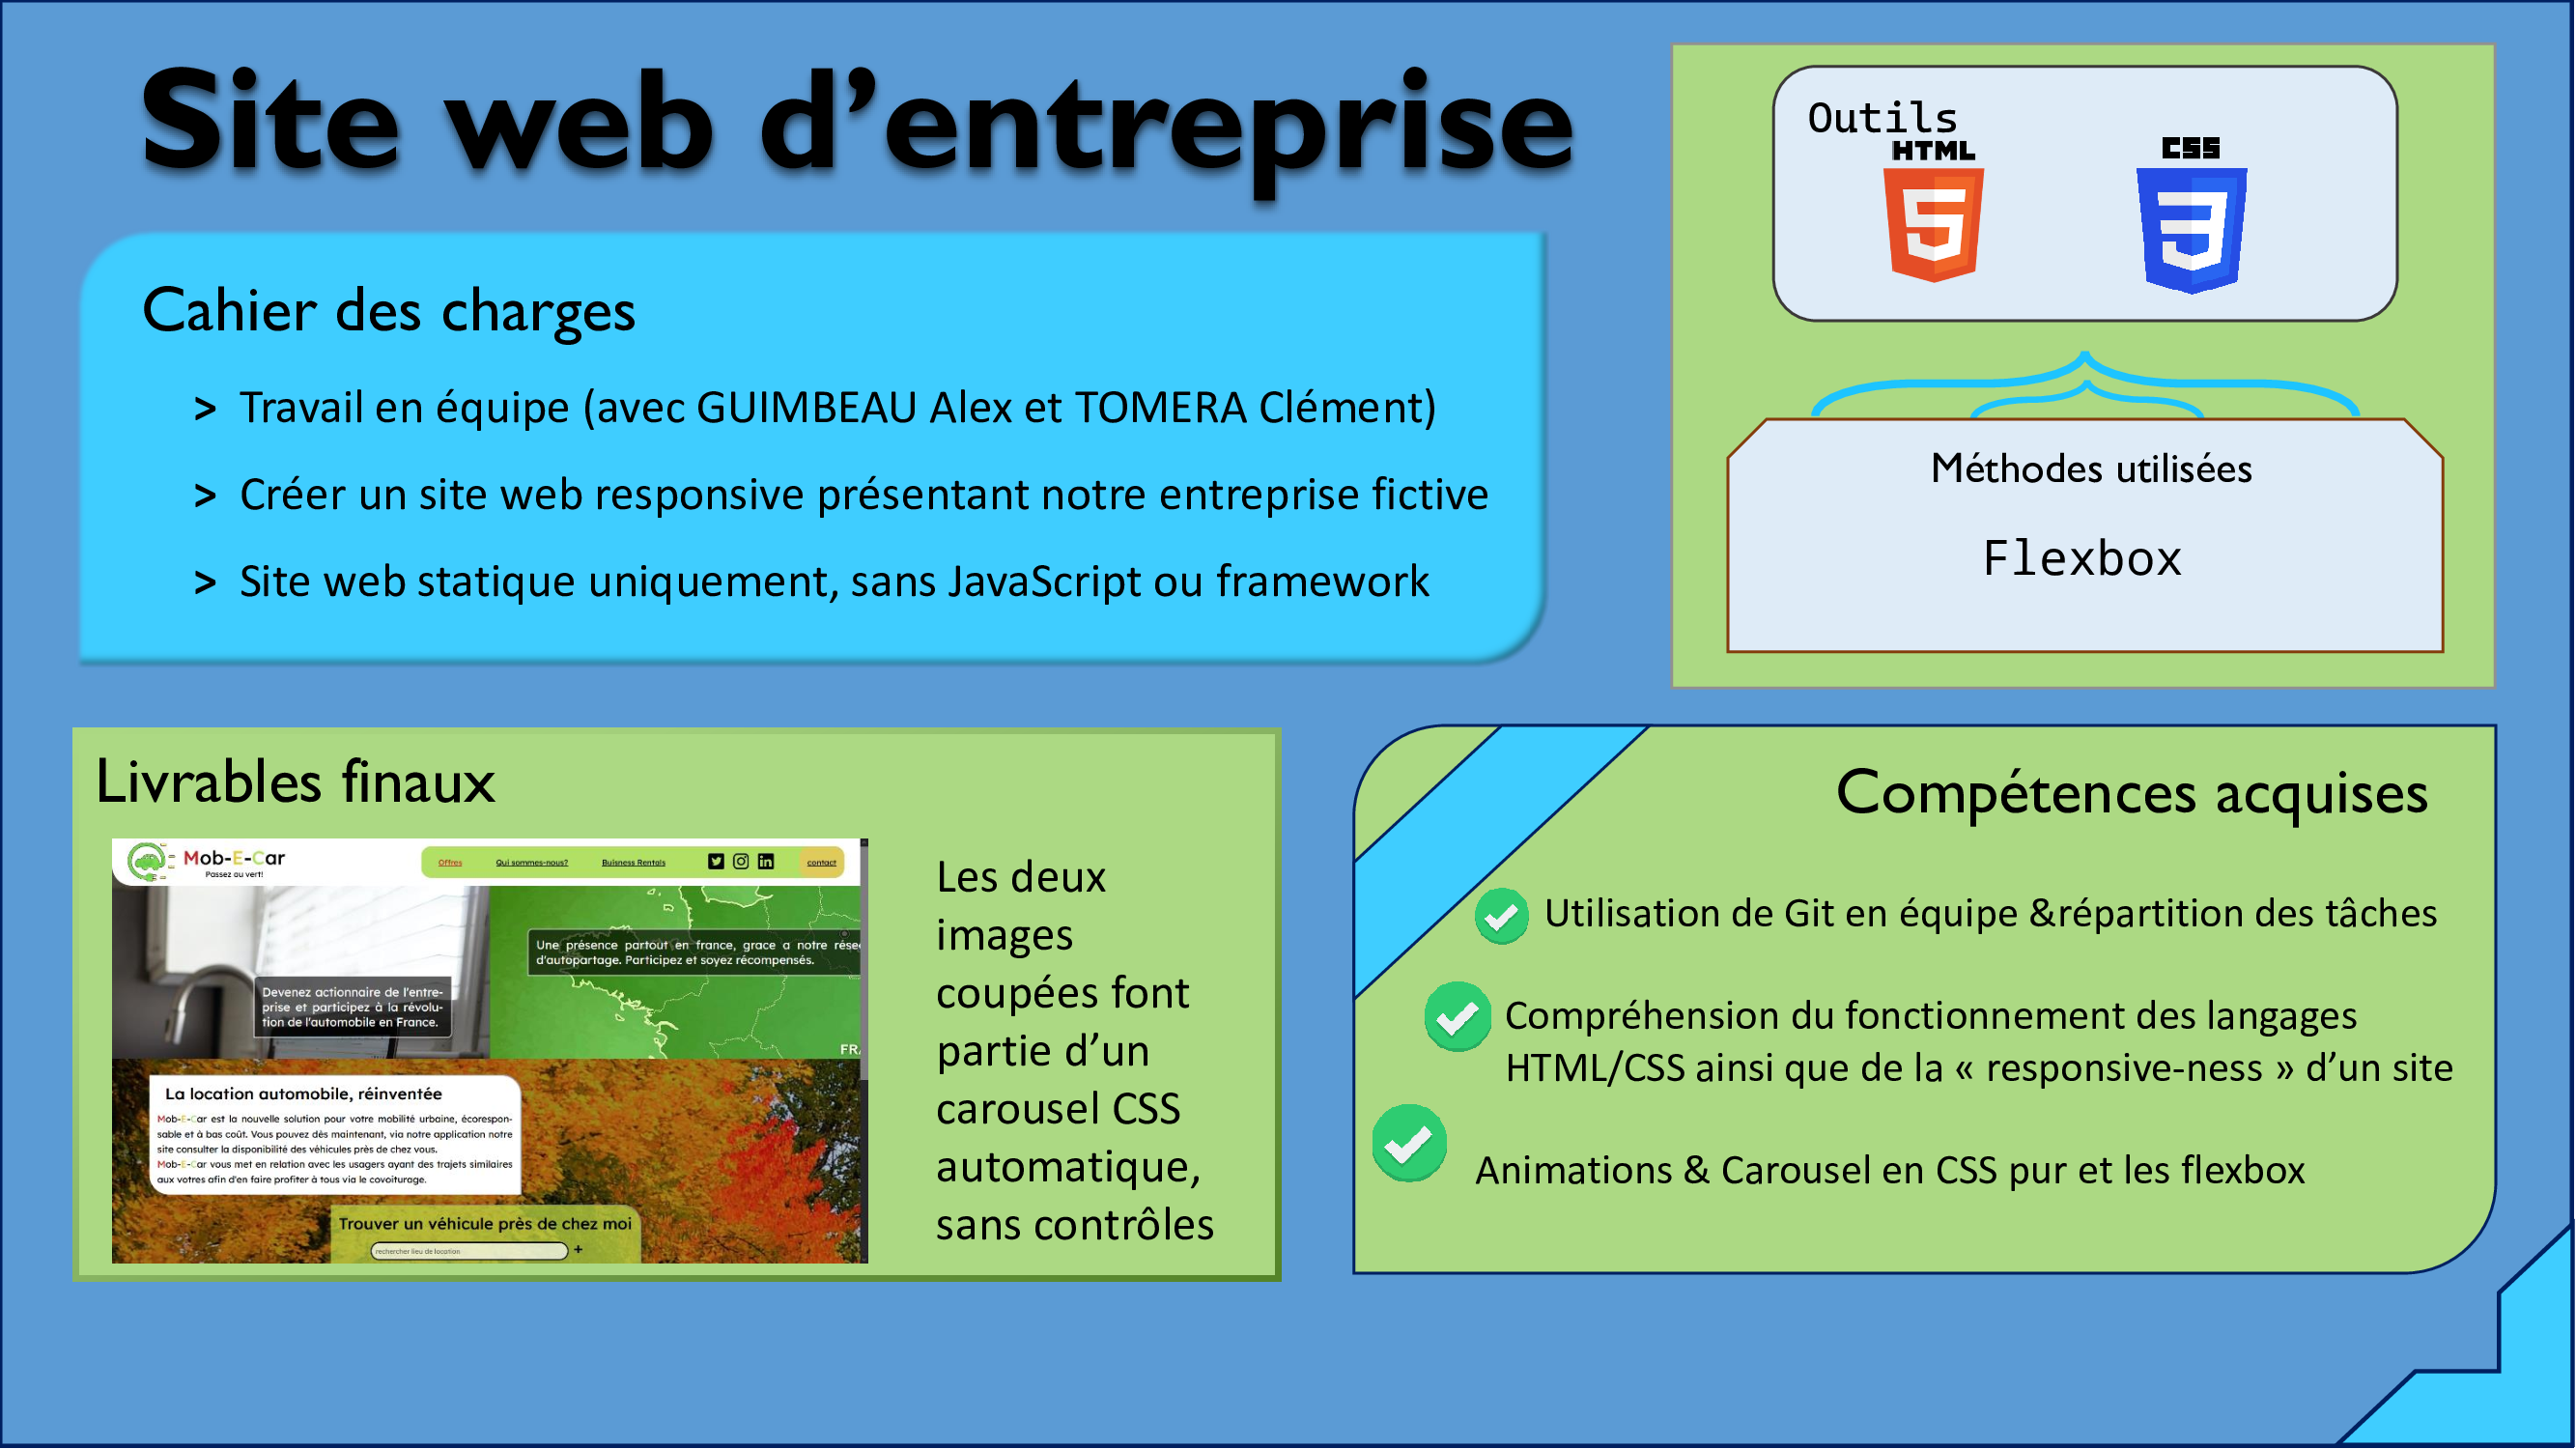 Site web d’entreprise
Cahier des charges
> Travail en équipe (avec GUIMBEAU Alex et TOMERA Clément)
> Créer un site web responsive présentant notre entreprise fictive
> Site web statique uniquement, sans JavaScript ou framework
Outils
HTML
CSS
Méthodes utilisées
Flexbox
Livrables finaux
Mob-E-Car
Passez au vert!
Offres
Qui sommes-nous?
Buisness Rentals
contact
Une présence partout en france, grace a notre rése
d'autopartage. Participez et soyez récompensés.
Devenez actionnaire de l'entre-
prise et participez à la révolu-
tion de l'automobile en France.
FR
La location automobile, réinventée
Mob-E-Car est la nouvelle solution pour votre mobilité urbaine, écorespon-
sable et à bas coût. Vous pouvez dès maintenant, via notre application notre
site consulter la disponibilité des véhicules près de chez vous.
Mob-E-Car vous met en relation avec les usagers ayant des trajets similaires
aux votres afin d'en faire profiter à tous via le covoiturage.
Trouver un véhicule près de chez moi
rechercher lieu de location
+
Les deux
images
coupées font
partie d’un
carousel CSS
automatique,
sans contrôles
Compétences acquises
Utilisation de Git en équipe &répartition des tâches
Compréhension du fonctionnement des langages
HTML/CSS ainsi que de la « responsive-ness » d’un site
Animations & Carousel en CSS pur et les flexbox